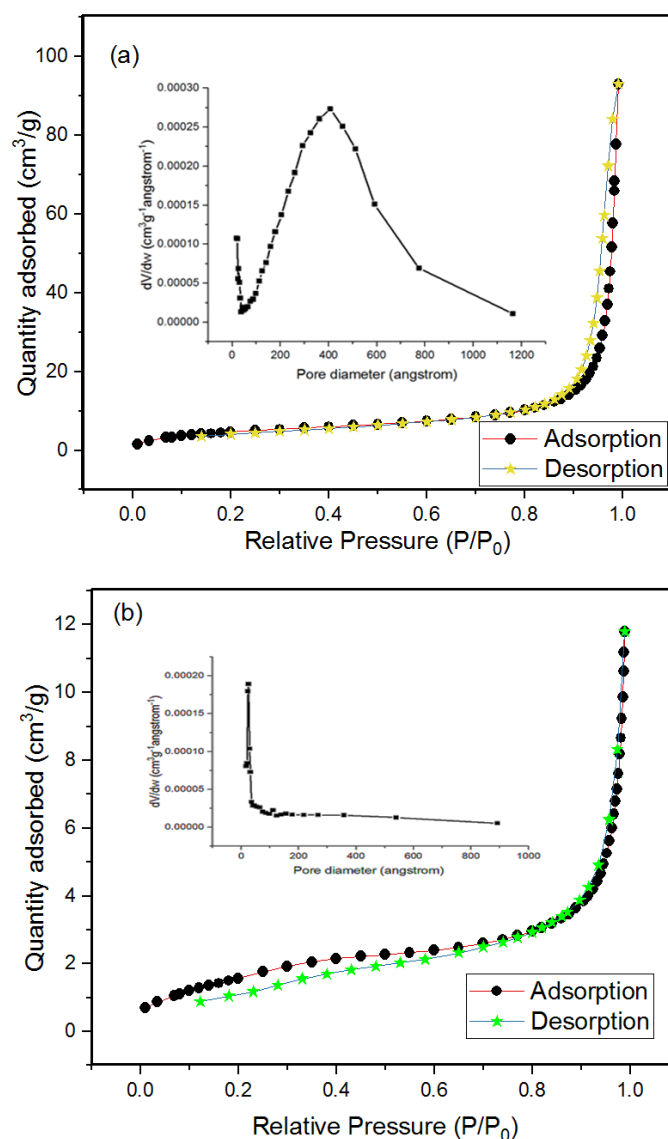 (a)
Quantity adsorbed (cm³/g)
100
80
60
40
20
0
0.0 0.2 0.4 0.6 0.8 1.0
Relative Pressure (P/P₀)
dV/dw (cm³g⁻¹angstrom⁻¹)
0.00030
0.00025
0.00020
0.00015
0.00010
0.00005
0.00000
0 200 400 600 800 1000 1200
Pore diameter (angstrom)
Adsorption
Desorption
(b)
Quantity adsorbed (cm³/g)
12
10
8
6
4
2
0
0.0 0.2 0.4 0.6 0.8 1.0
Relative Pressure (P/P₀)
dV/dw (cm³g⁻¹angstrom⁻¹)
0.00020
0.00015
0.00010
0.00005
0.00000
0 200 400 600 800 1000
Pore diameter (angstrom)
Adsorption
Desorption